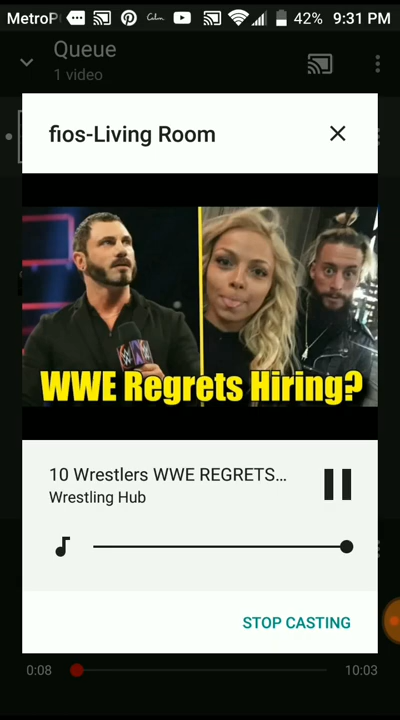 MetroP
42% 9:31 PM
Queue
1 video
fios-Living Room
WWE Regrets Hiring?
10 Wrestlers WWE REGRETS...
Wrestling Hub
STOP CASTING
0:08
10:03